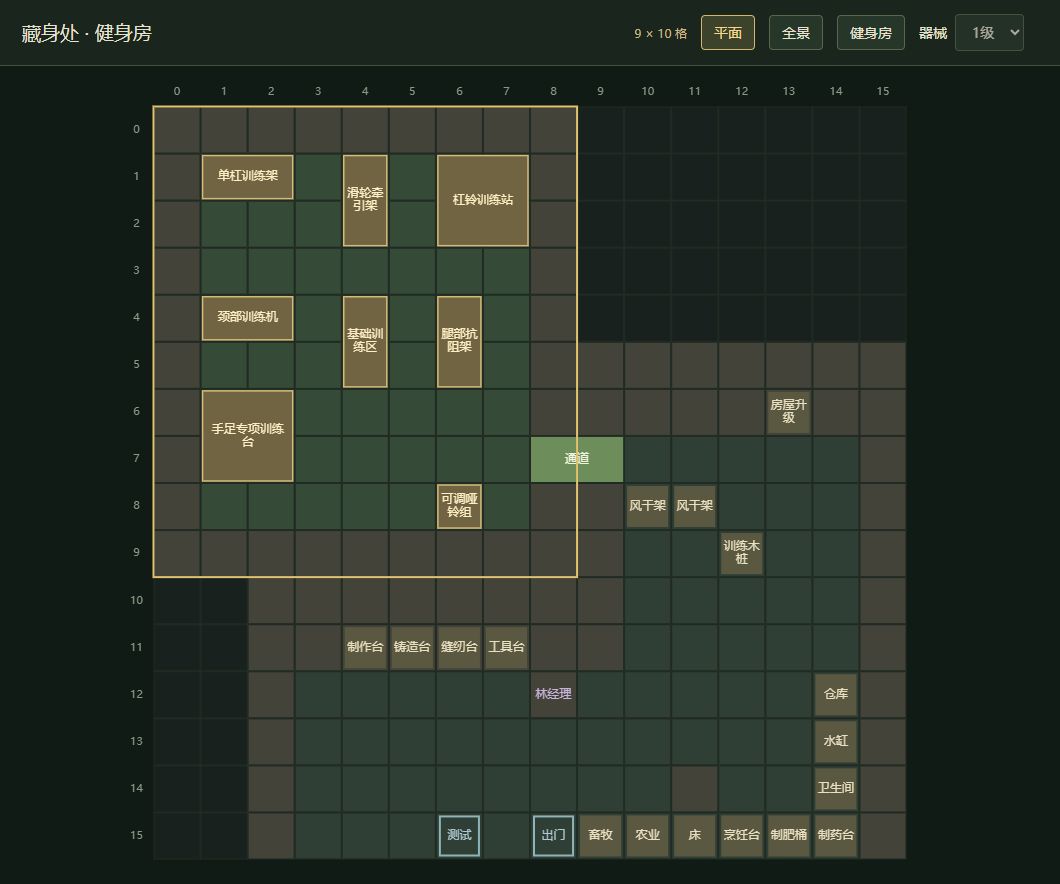 藏身处 · 健身房
9 × 10 格
平面
全景
健身房
器械
1级
0 1 2 3 4 5 6 7 8 9 10 11 12 13 14 15
0
1
单杠训练架
滑轮牵
引架
杠铃训练站
2
3
4
颈部训练机
基础训
练区
腿部抗
阻架
5
6
手足专项训练
台
房屋升
级
7
通道
8
可调哑
铃组
风干架
风干架
9
训练木
桩
10
11
制作台
铸造台
缝纫台
工具台
12
林经理
仓库
13
水缸
14
卫生间
15
测试
出门
畜牧
农业
床
烹饪台
制肥桶
制药台